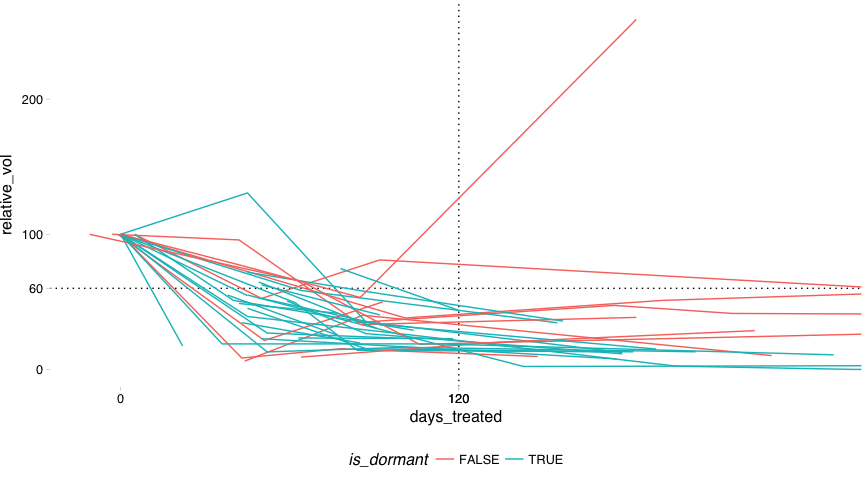 relative_vol
200
100
60
0
0
120
days_treated
is_dormant FALSE TRUE